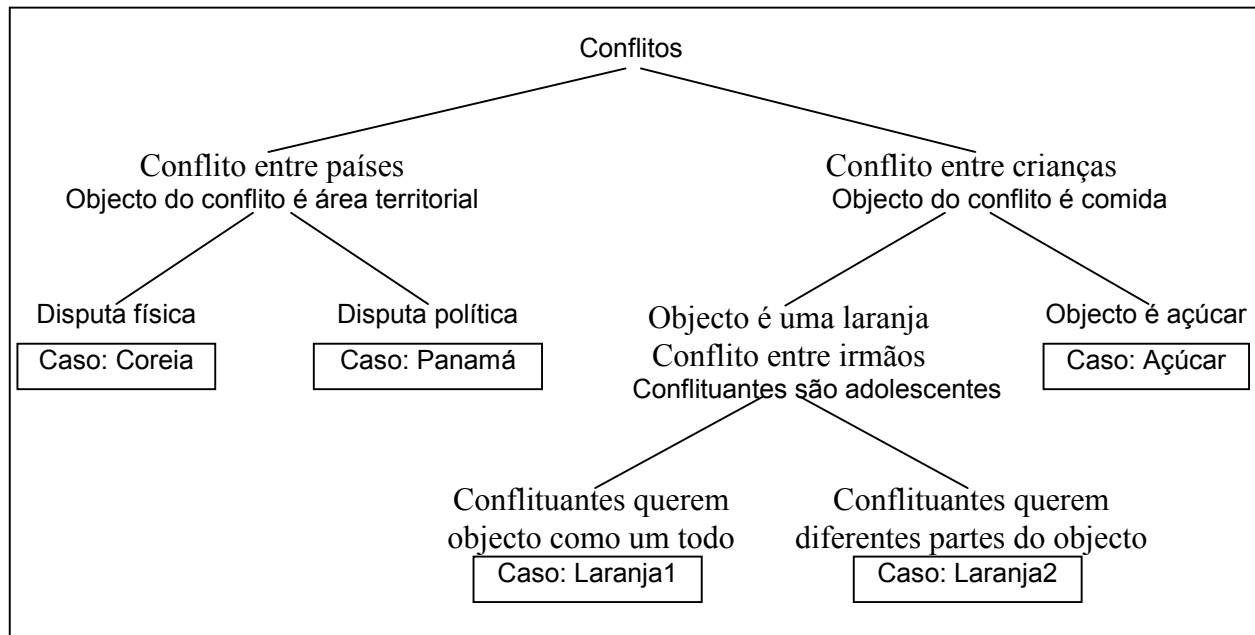 Conflitos
Conflito entre países
Objecto do conflito é área territorial
Conflito entre crianças
Objecto do conflito é comida
Disputa física
Caso: Coreia
Disputa política
Caso: Panamá
Objecto é uma laranja
Conflito entre irmãos
Conflituantes são adolescentes
Objecto é açúcar
Caso: Açúcar
Conflituantes querem
objecto como um todo
Caso: Laranja1
Conflituantes querem
diferentes partes do objecto
Caso: Laranja2